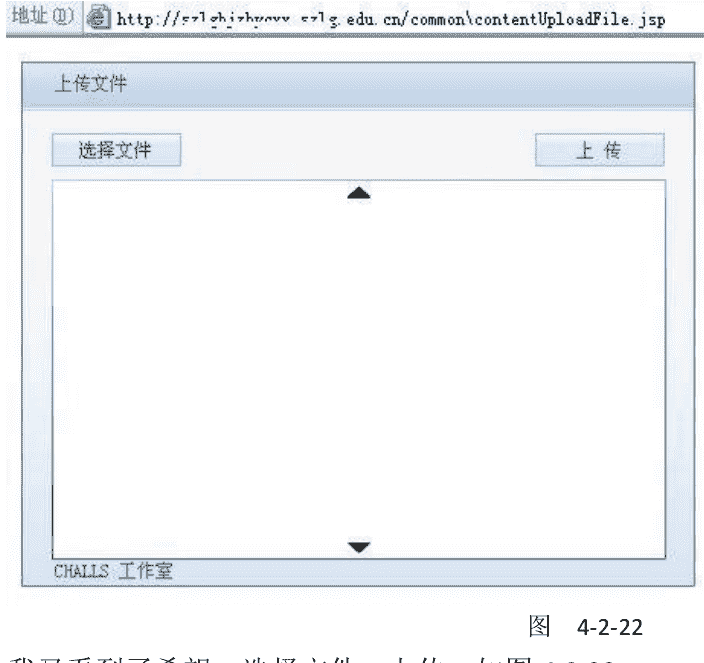 地址(D) http:// edu.cn/common\contentUploadFile.jsp
上传文件
选择文件 上 传
CHALLS 工作室
图 4-2-22